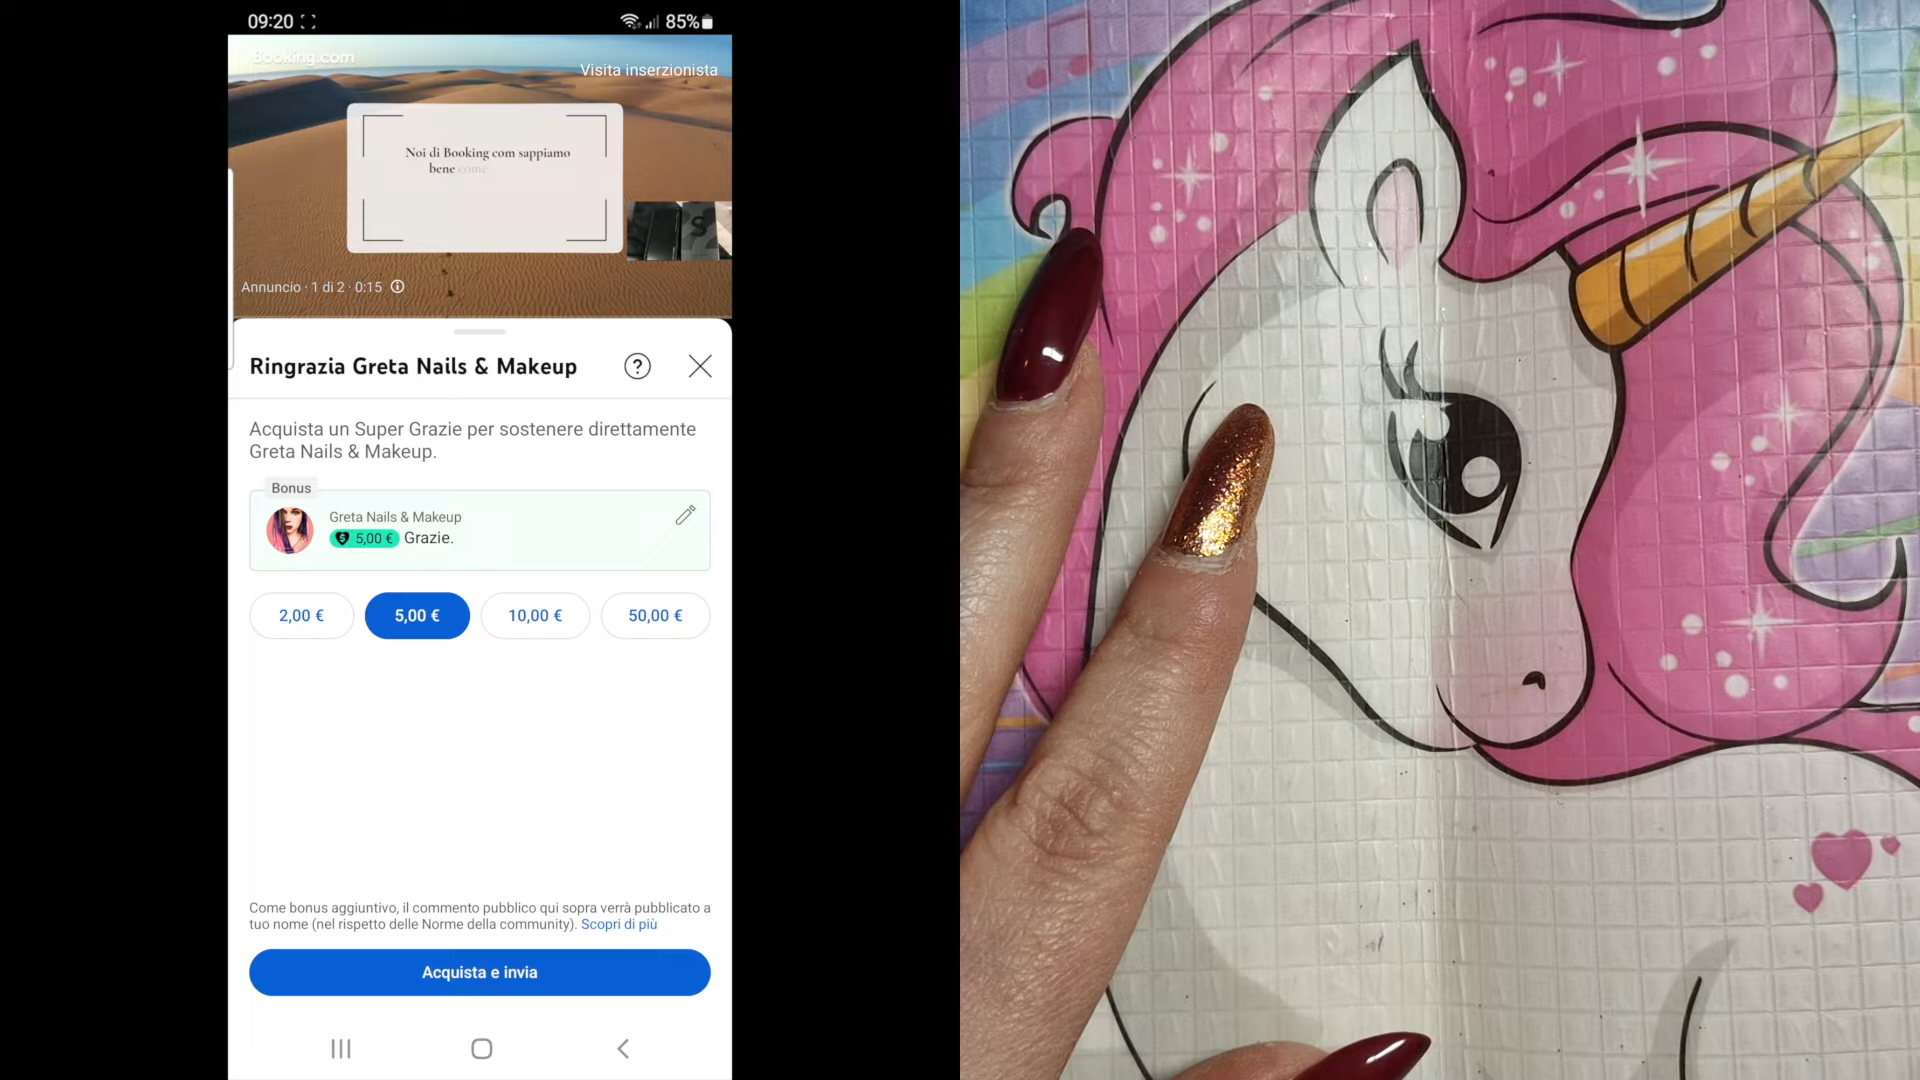 09:20
85%
Booking.com
Visita inserzionista
Noi di Booking com sappiamo
bene come
S
Annuncio · 1 di 2 · 0:15
Ringrazia Greta Nails & Makeup
Acquista un Super Grazie per sostenere direttamente
Greta Nails & Makeup.
Bonus
Greta Nails & Makeup
5,00 € Grazie.
2,00 € 5,00 € 10,00 € 50,00 €
Come bonus aggiuntivo, il commento pubblico qui sopra verrà pubblicato a
tuo nome (nel rispetto delle Norme della community). Scopri di più
Acquista e invia